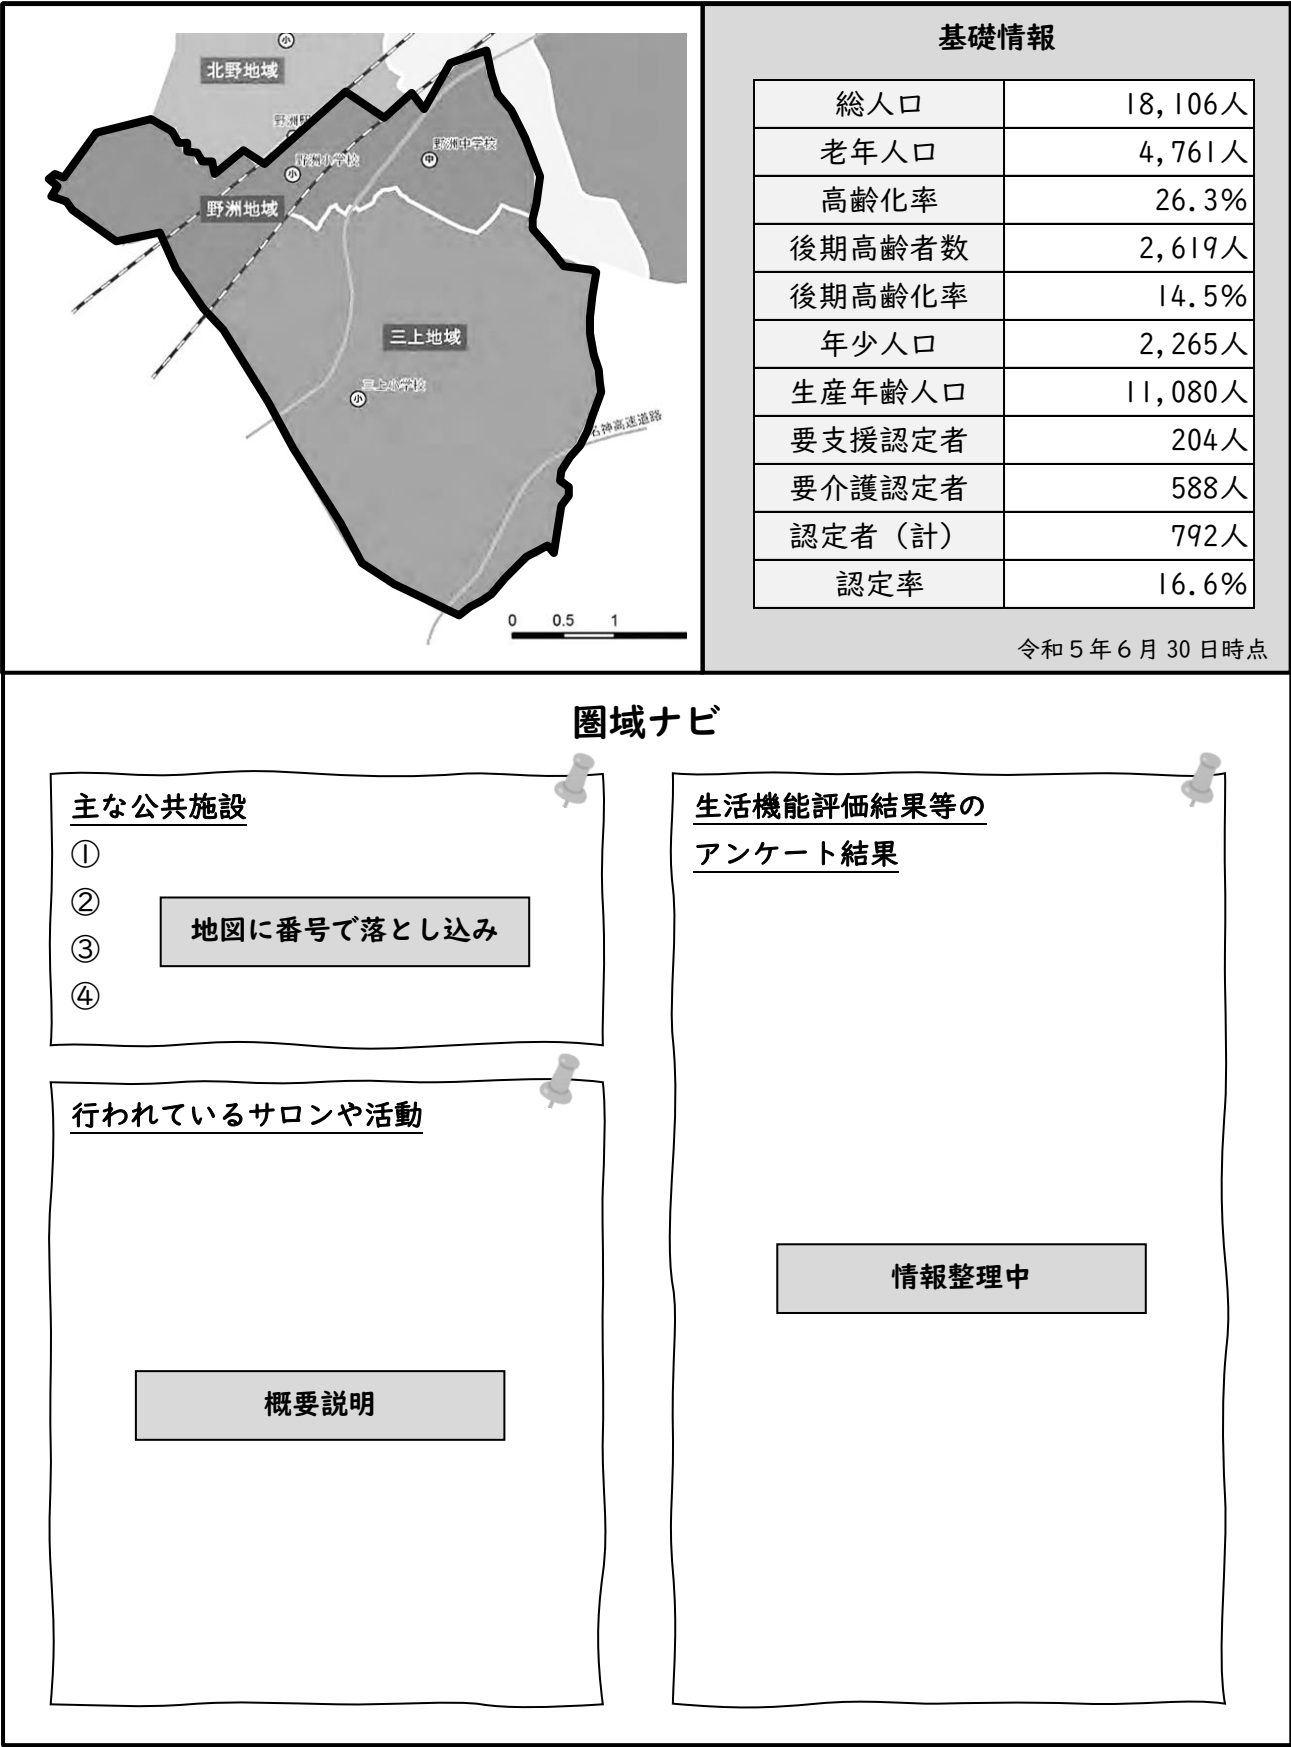 北野地域
野洲駅
野洲小学校
野洲中学校
小
小
中
野洲地域
三上地域
三上小学校
小
名神高速道路
0 0.5 1
基礎情報
総人口 18,106人
老年人口 4,761人
高齢化率 26.3%
後期高齢者数 2,619人
後期高齢化率 14.5%
年少人口 2,265人
生産年齢人口 11,080人
要支援認定者 204人
要介護認定者 588人
認定者（計） 792人
認定率 16.6%
令和５年６月 30 日時点
圏域ナビ
主な公共施設
①
②
③
④
地図に番号で落とし込み
行われているサロンや活動
概要説明
生活機能評価結果等の
アンケート結果
情報整理中